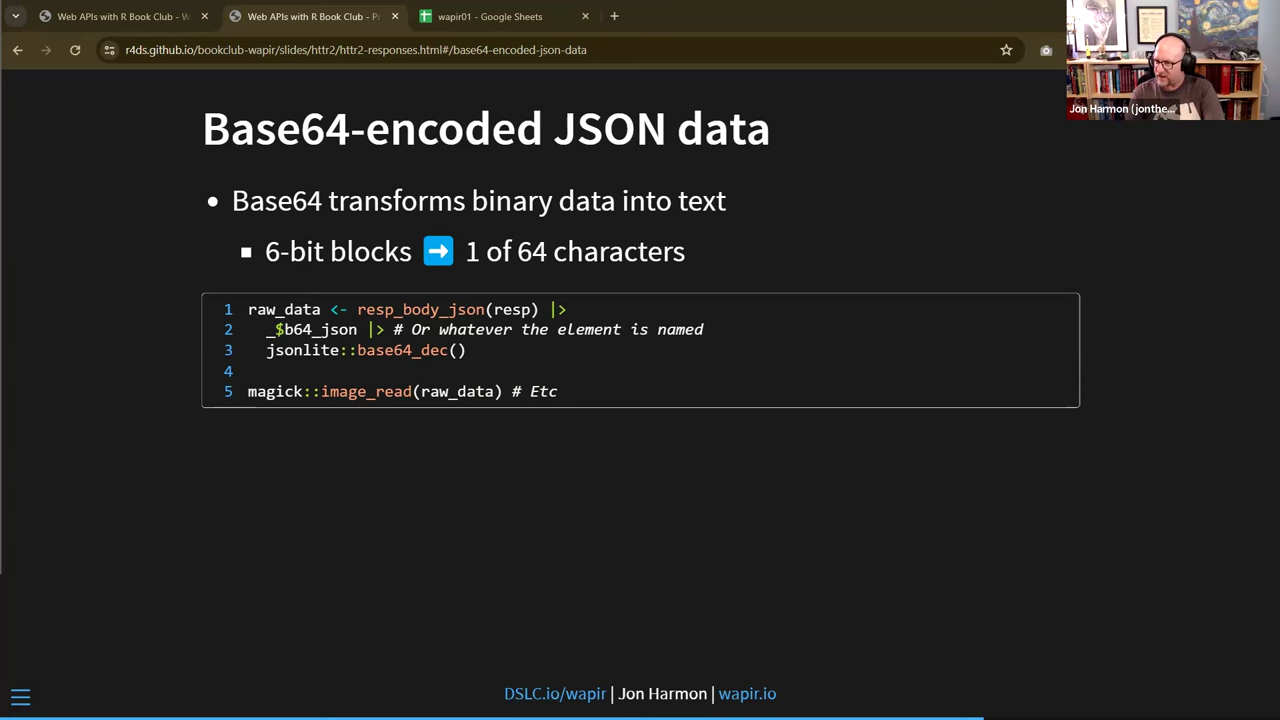 Web APIs with R Book Club - W
Web APIs with R Book Club - Pr
wapir01 - Google Sheets
r4ds.github.io/bookclub-wapir/slides/httr2/httr2-responses.html#/base64-encoded-json-data
Jon Harmon (jonthe...
Base64-encoded JSON data
• Base64 transforms binary data into text
▪ 6-bit blocks ➡ 1 of 64 characters
1 raw_data <- resp_body_json(resp) |>
2   _$b64_json |> # Or whatever the element is named
3   jsonlite::base64_dec()
4
5 magick::image_read(raw_data) # Etc
DSLC.io/wapir | Jon Harmon | wapir.io